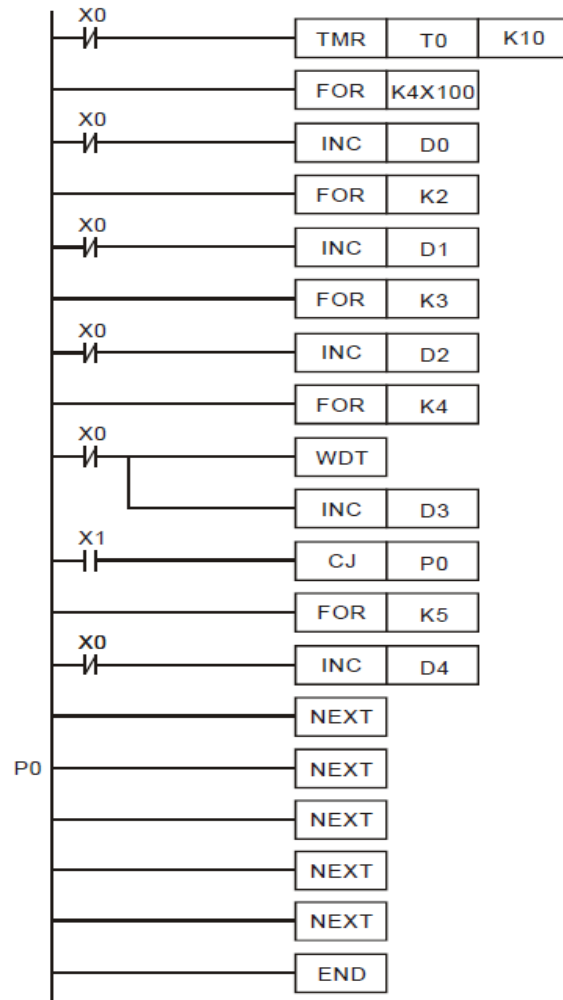 X0
TMR T0 K10
FOR K4X100
X0
INC D0
FOR K2
X0
INC D1
FOR K3
X0
INC D2
FOR K4
X0
WDT
INC D3
X1
CJ P0
FOR K5
X0
INC D4
NEXT
P0 NEXT
NEXT
NEXT
NEXT
END